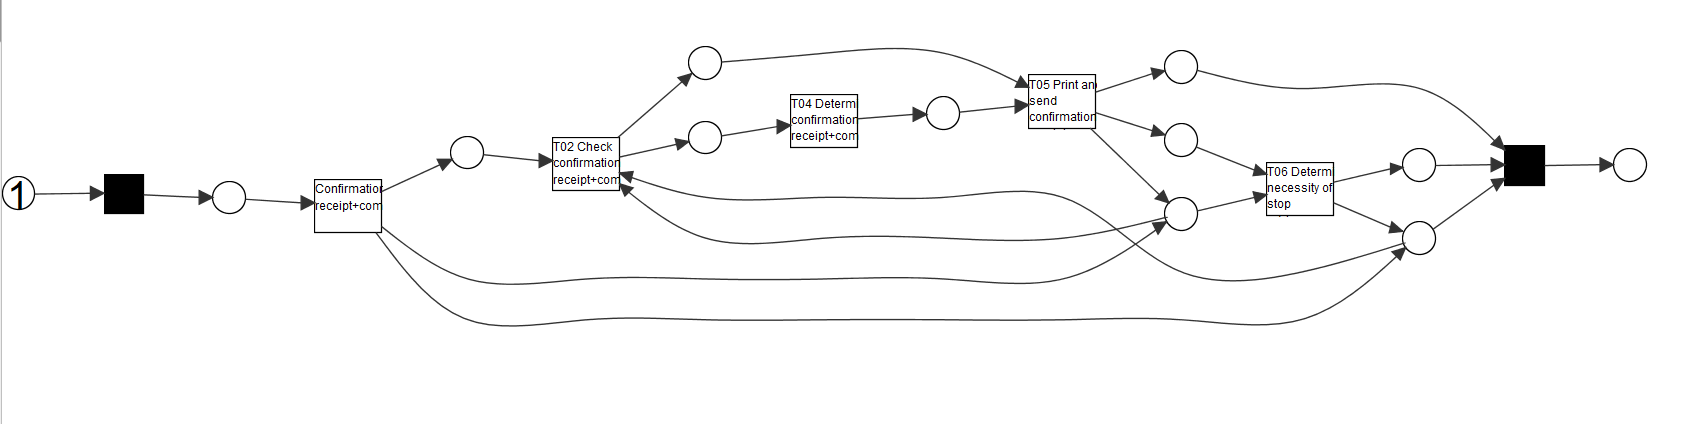 1
Confirmation
receipt+com
T02 Check
confirmation
receipt+com
T04 Determ
confirmation
receipt+com
T05 Print an
send
confirmation
T06 Determ
necessity of
stop